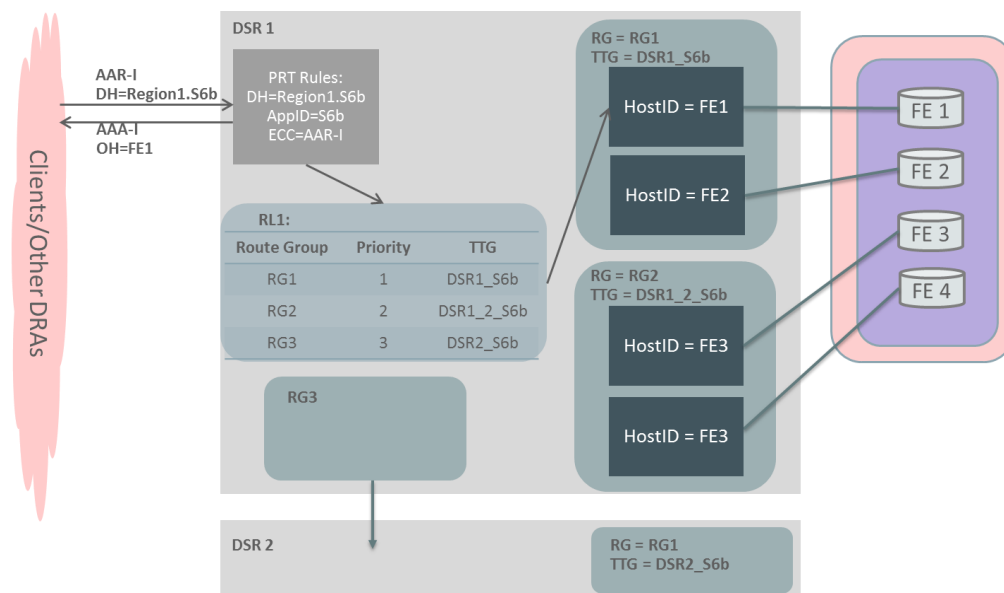 Clients/Other DRAs
AAR-I
DH=Region1.S6b
AAA-I
OH=FE1
DSR 1
PRT Rules:
DH=Region1.S6b
AppID=S6b
ECC=AAR-I
RL1:
Route Group Priority TTG
RG1 1 DSR1_S6b
RG2 2 DSR1_2_S6b
RG3 3 DSR2_S6b
RG3
RG = RG1
TTG = DSR1_S6b
HostID = FE1
HostID = FE2
RG = RG2
TTG = DSR1_2_S6b
HostID = FE3
HostID = FE3
FE 1
FE 2
FE 3
FE 4
DSR 2
RG = RG1
TTG = DSR2_S6b